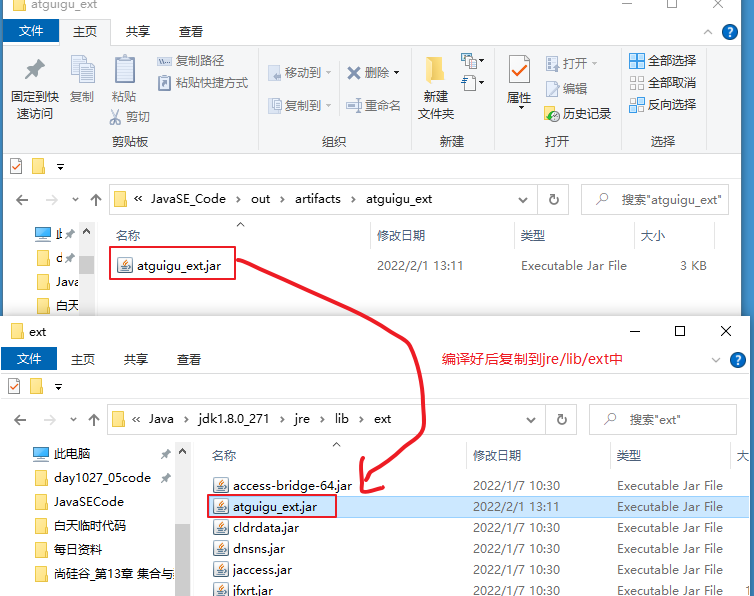 atguigu_ext
文件 主页 共享 查看
固定到快速访问
复制
粘贴
复制路径
粘贴快捷方式
剪切
剪贴板
移动到
复制到
删除
重命名
组织
新建文件夹
新建
属性
打开
编辑
历史记录
打开
全部选择
全部取消
反向选择
选择
« JavaSE_Code › out › artifacts › atguigu_ext
搜索"atguigu_ext"
名称 修改日期 类型 大小
atguigu_ext.jar 2022/2/1 13:11 Executable Jar File 3 KB
Java
白天
ext
文件 主页 共享 查看
编译好后复制到jre/lib/ext中
« Java › jdk1.8.0_271 › jre › lib › ext
搜索"ext"
此电脑
day1027_05code
JavaSECode
白天临时代码
每日资料
尚硅谷_第13章 集合与
名称 修改日期 类型 大
access-bridge-64.jar 2022/1/7 10:30 Executable Jar File
atguigu_ext.jar 2022/2/1 13:11 Executable Jar File
cldrdata.jar 2022/1/7 10:30 Executable Jar File
dnsns.jar 2022/1/7 10:30 Executable Jar File
jaccess.jar 2022/1/7 10:30 Executable Jar File
jfxrt.jar 2022/1/7 10:30 Executable Jar File